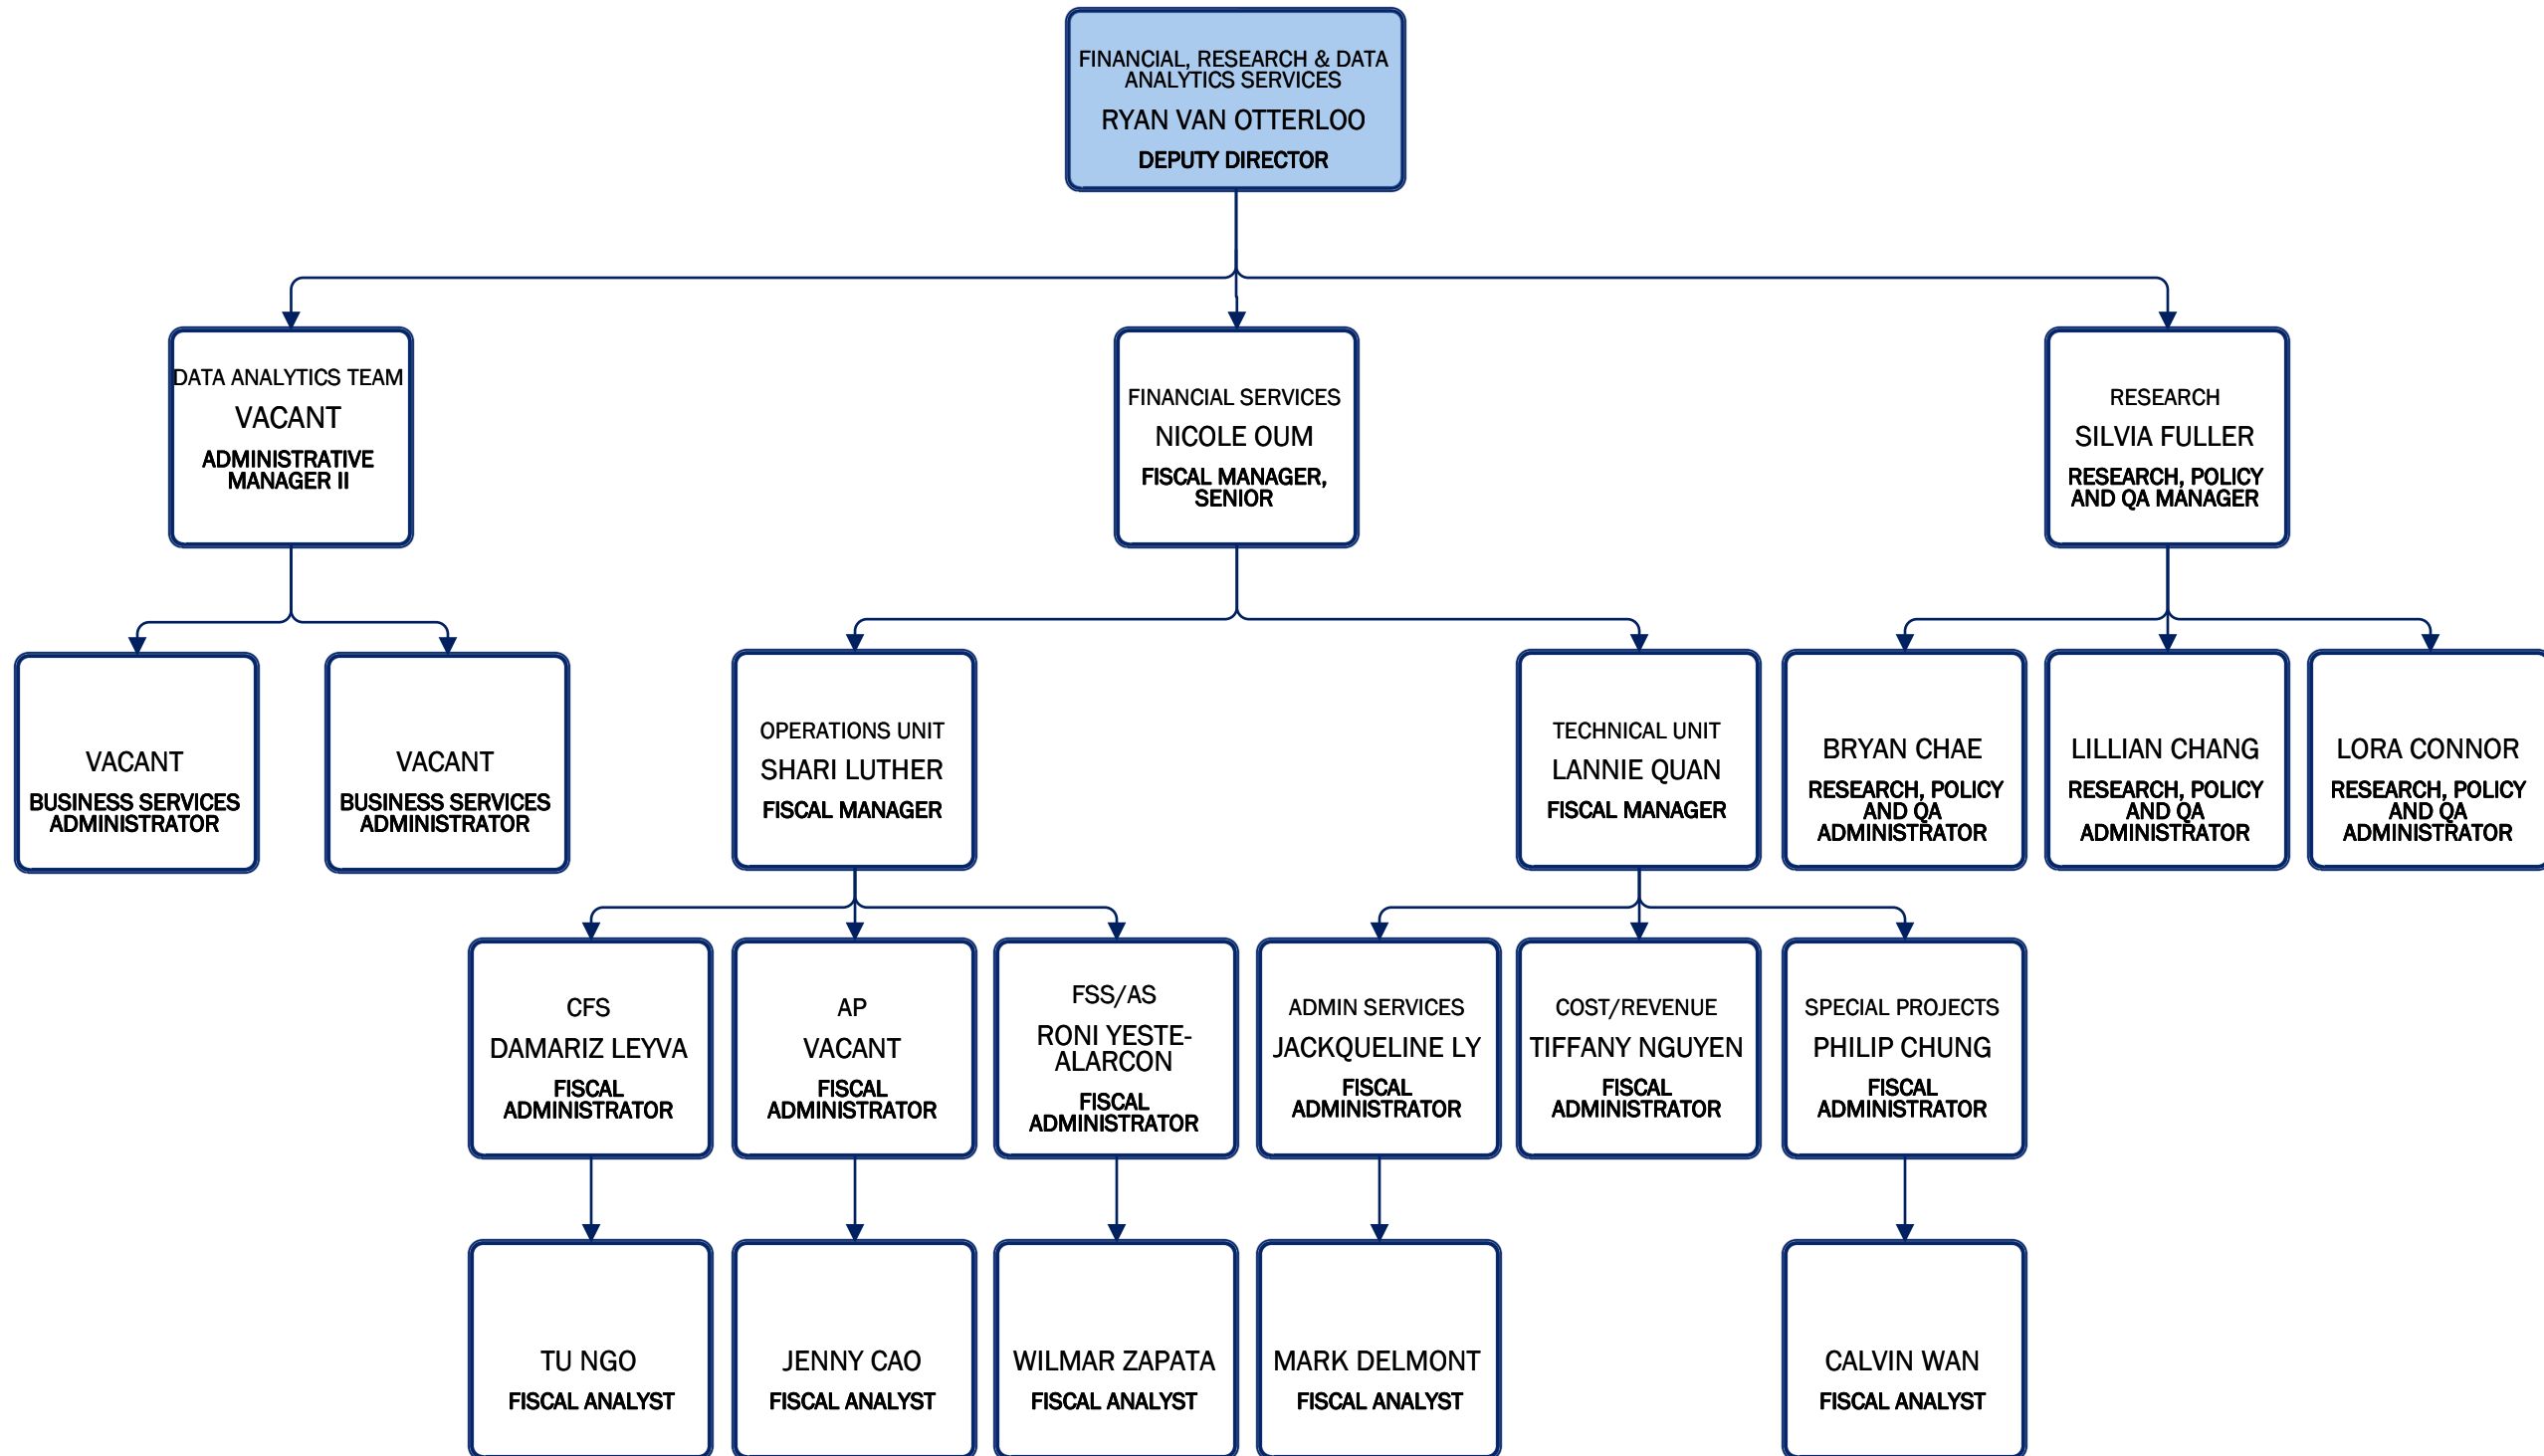 FINANCIAL, RESEARCH & DATA
ANALYTICS SERVICES
RYAN VAN OTTERLOO
DEPUTY DIRECTOR
DATA ANALYTICS TEAM
VACANT
ADMINISTRATIVE
MANAGER II
FINANCIAL SERVICES
NICOLE OUM
FISCAL MANAGER,
SENIOR
RESEARCH
SILVIA FULLER
RESEARCH, POLICY
AND QA MANAGER
VACANT
BUSINESS SERVICES
ADMINISTRATOR
VACANT
BUSINESS SERVICES
ADMINISTRATOR
OPERATIONS UNIT
SHARI LUTHER
FISCAL MANAGER
TECHNICAL UNIT
LANNIE QUAN
FISCAL MANAGER
BRYAN CHAE
RESEARCH, POLICY
AND QA
ADMINISTRATOR
LILLIAN CHANG
RESEARCH, POLICY
AND QA
ADMINISTRATOR
LORA CONNOR
RESEARCH, POLICY
AND QA
ADMINISTRATOR
CFS
DAMARIZ LEYVA
FISCAL
ADMINISTRATOR
AP
VACANT
FISCAL
ADMINISTRATOR
FSS/AS
RONI YESTE-
ALARCON
FISCAL
ADMINISTRATOR
ADMIN SERVICES
JACKQUELINE LY
FISCAL
ADMINISTRATOR
COST/REVENUE
TIFFANY NGUYEN
FISCAL
ADMINISTRATOR
SPECIAL PROJECTS
PHILIP CHUNG
FISCAL
ADMINISTRATOR
TU NGO
FISCAL ANALYST
JENNY CAO
FISCAL ANALYST
WILMAR ZAPATA
FISCAL ANALYST
MARK DELMONT
FISCAL ANALYST
CALVIN WAN
FISCAL ANALYST